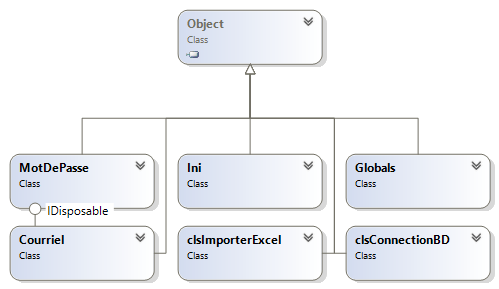 Object
Class
MotDePasse
Class
Ini
Class
Globals
Class
IDisposable
Courriel
Class
clsImporterExcel
Class
clsConnectionBD
Class